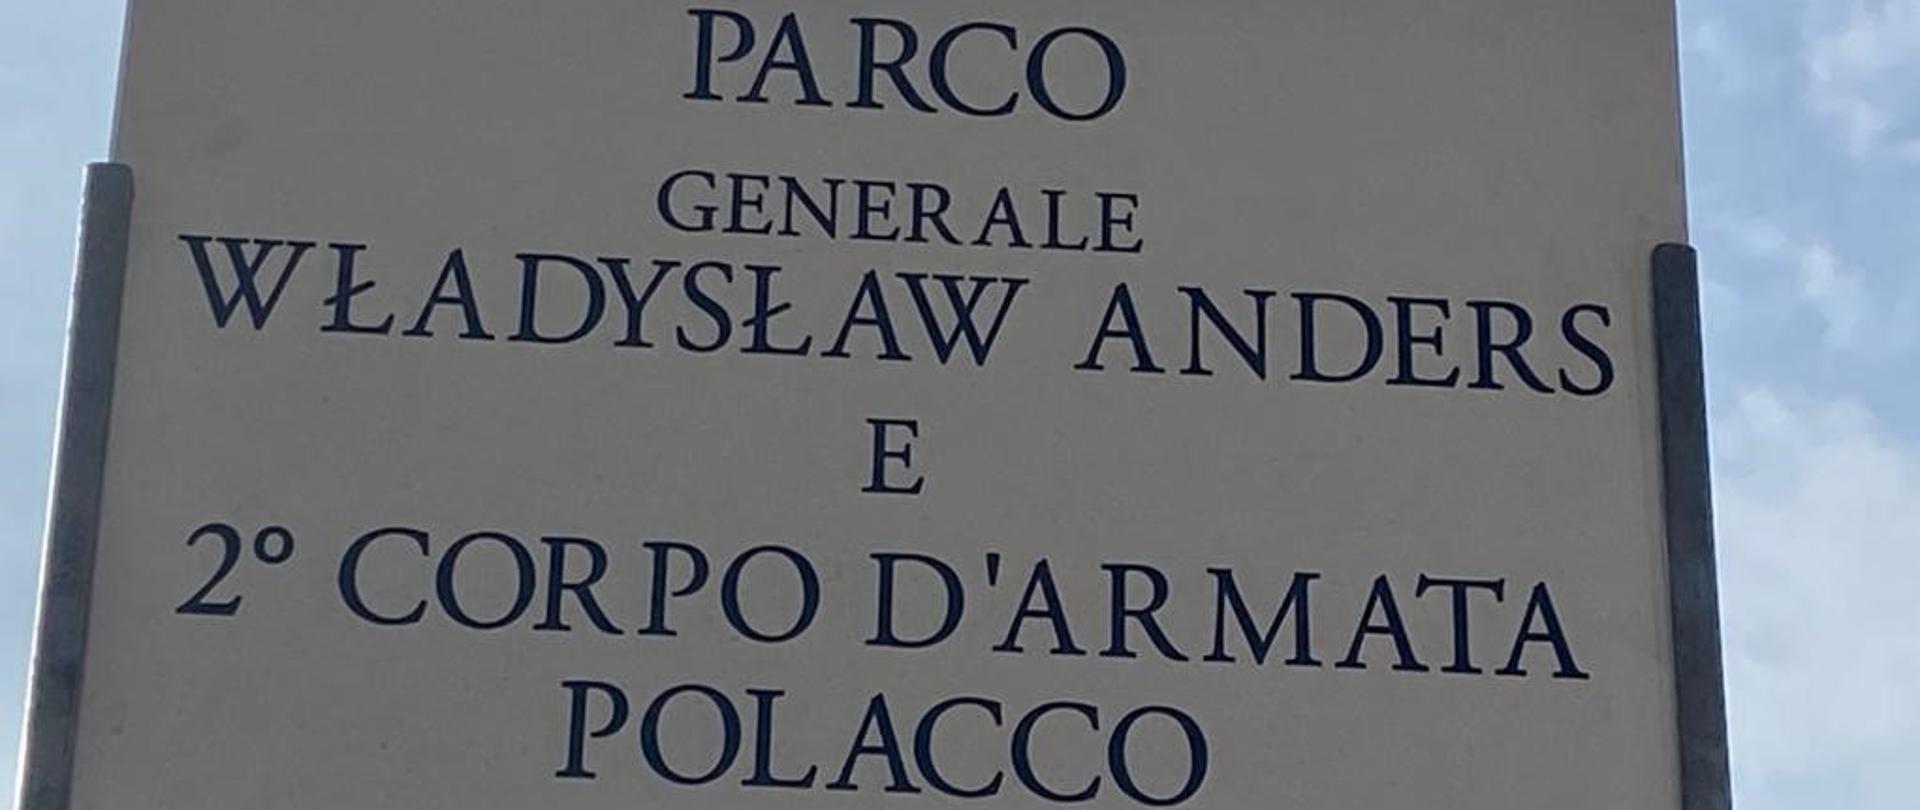 PARCO
GENERALE
WŁADYSŁAW ANDERS
E
2° CORPO D'ARMATA
POLACCO